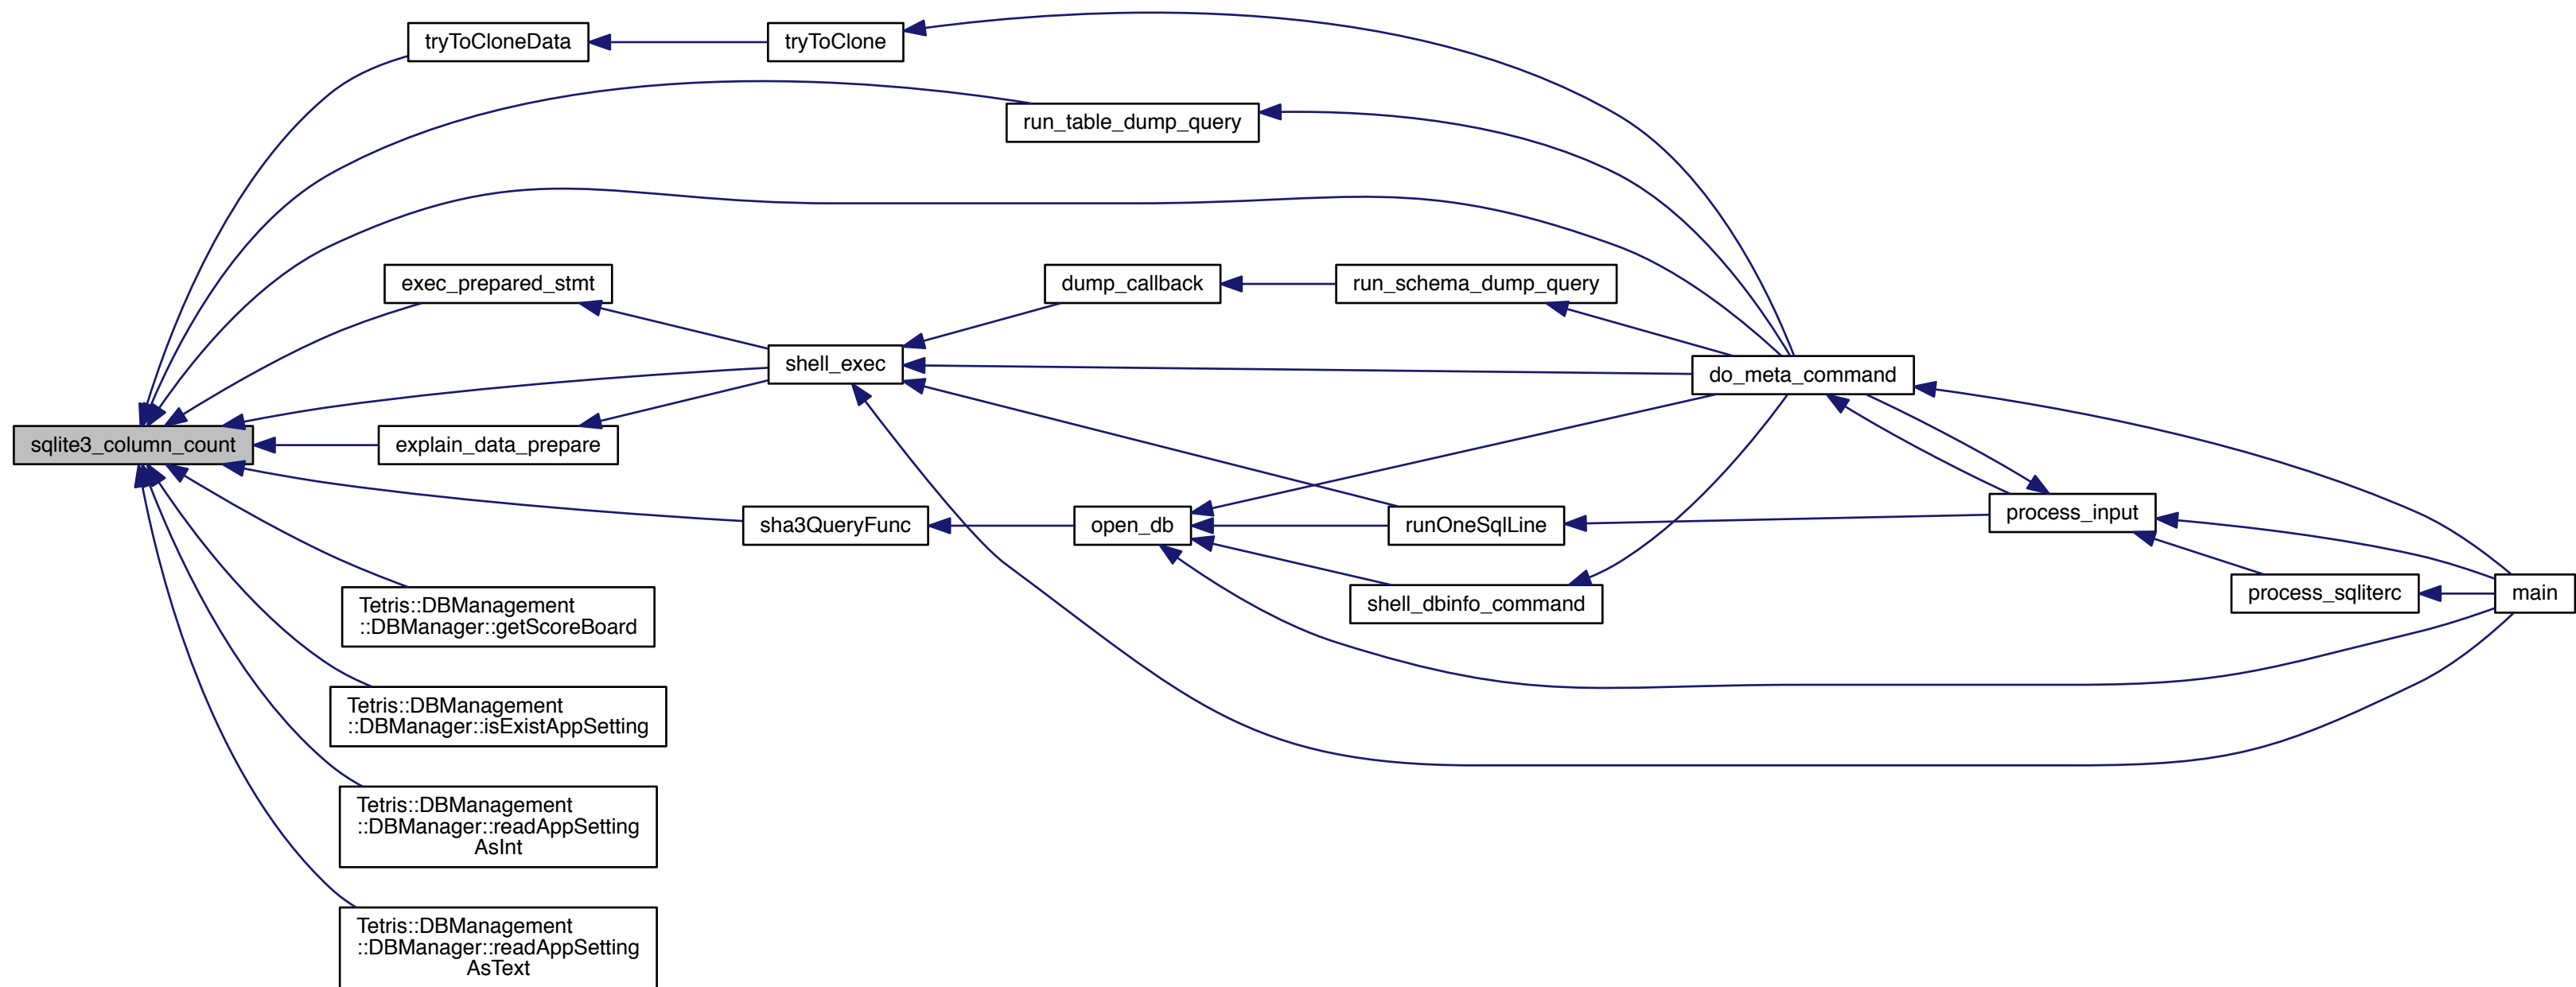 tryToCloneData
tryToClone
run_table_dump_query
exec_prepared_stmt
dump_callback
run_schema_dump_query
shell_exec
do_meta_command
sqlite3_column_count
explain_data_prepare
sha3QueryFunc
open_db
runOneSqlLine
process_input
Tetris::DBManagement
::DBManager::getScoreBoard
shell_dbinfo_command
process_sqliterc
main
Tetris::DBManagement
::DBManager::isExistAppSetting
Tetris::DBManagement
::DBManager::readAppSetting
AsInt
Tetris::DBManagement
::DBManager::readAppSetting
AsText